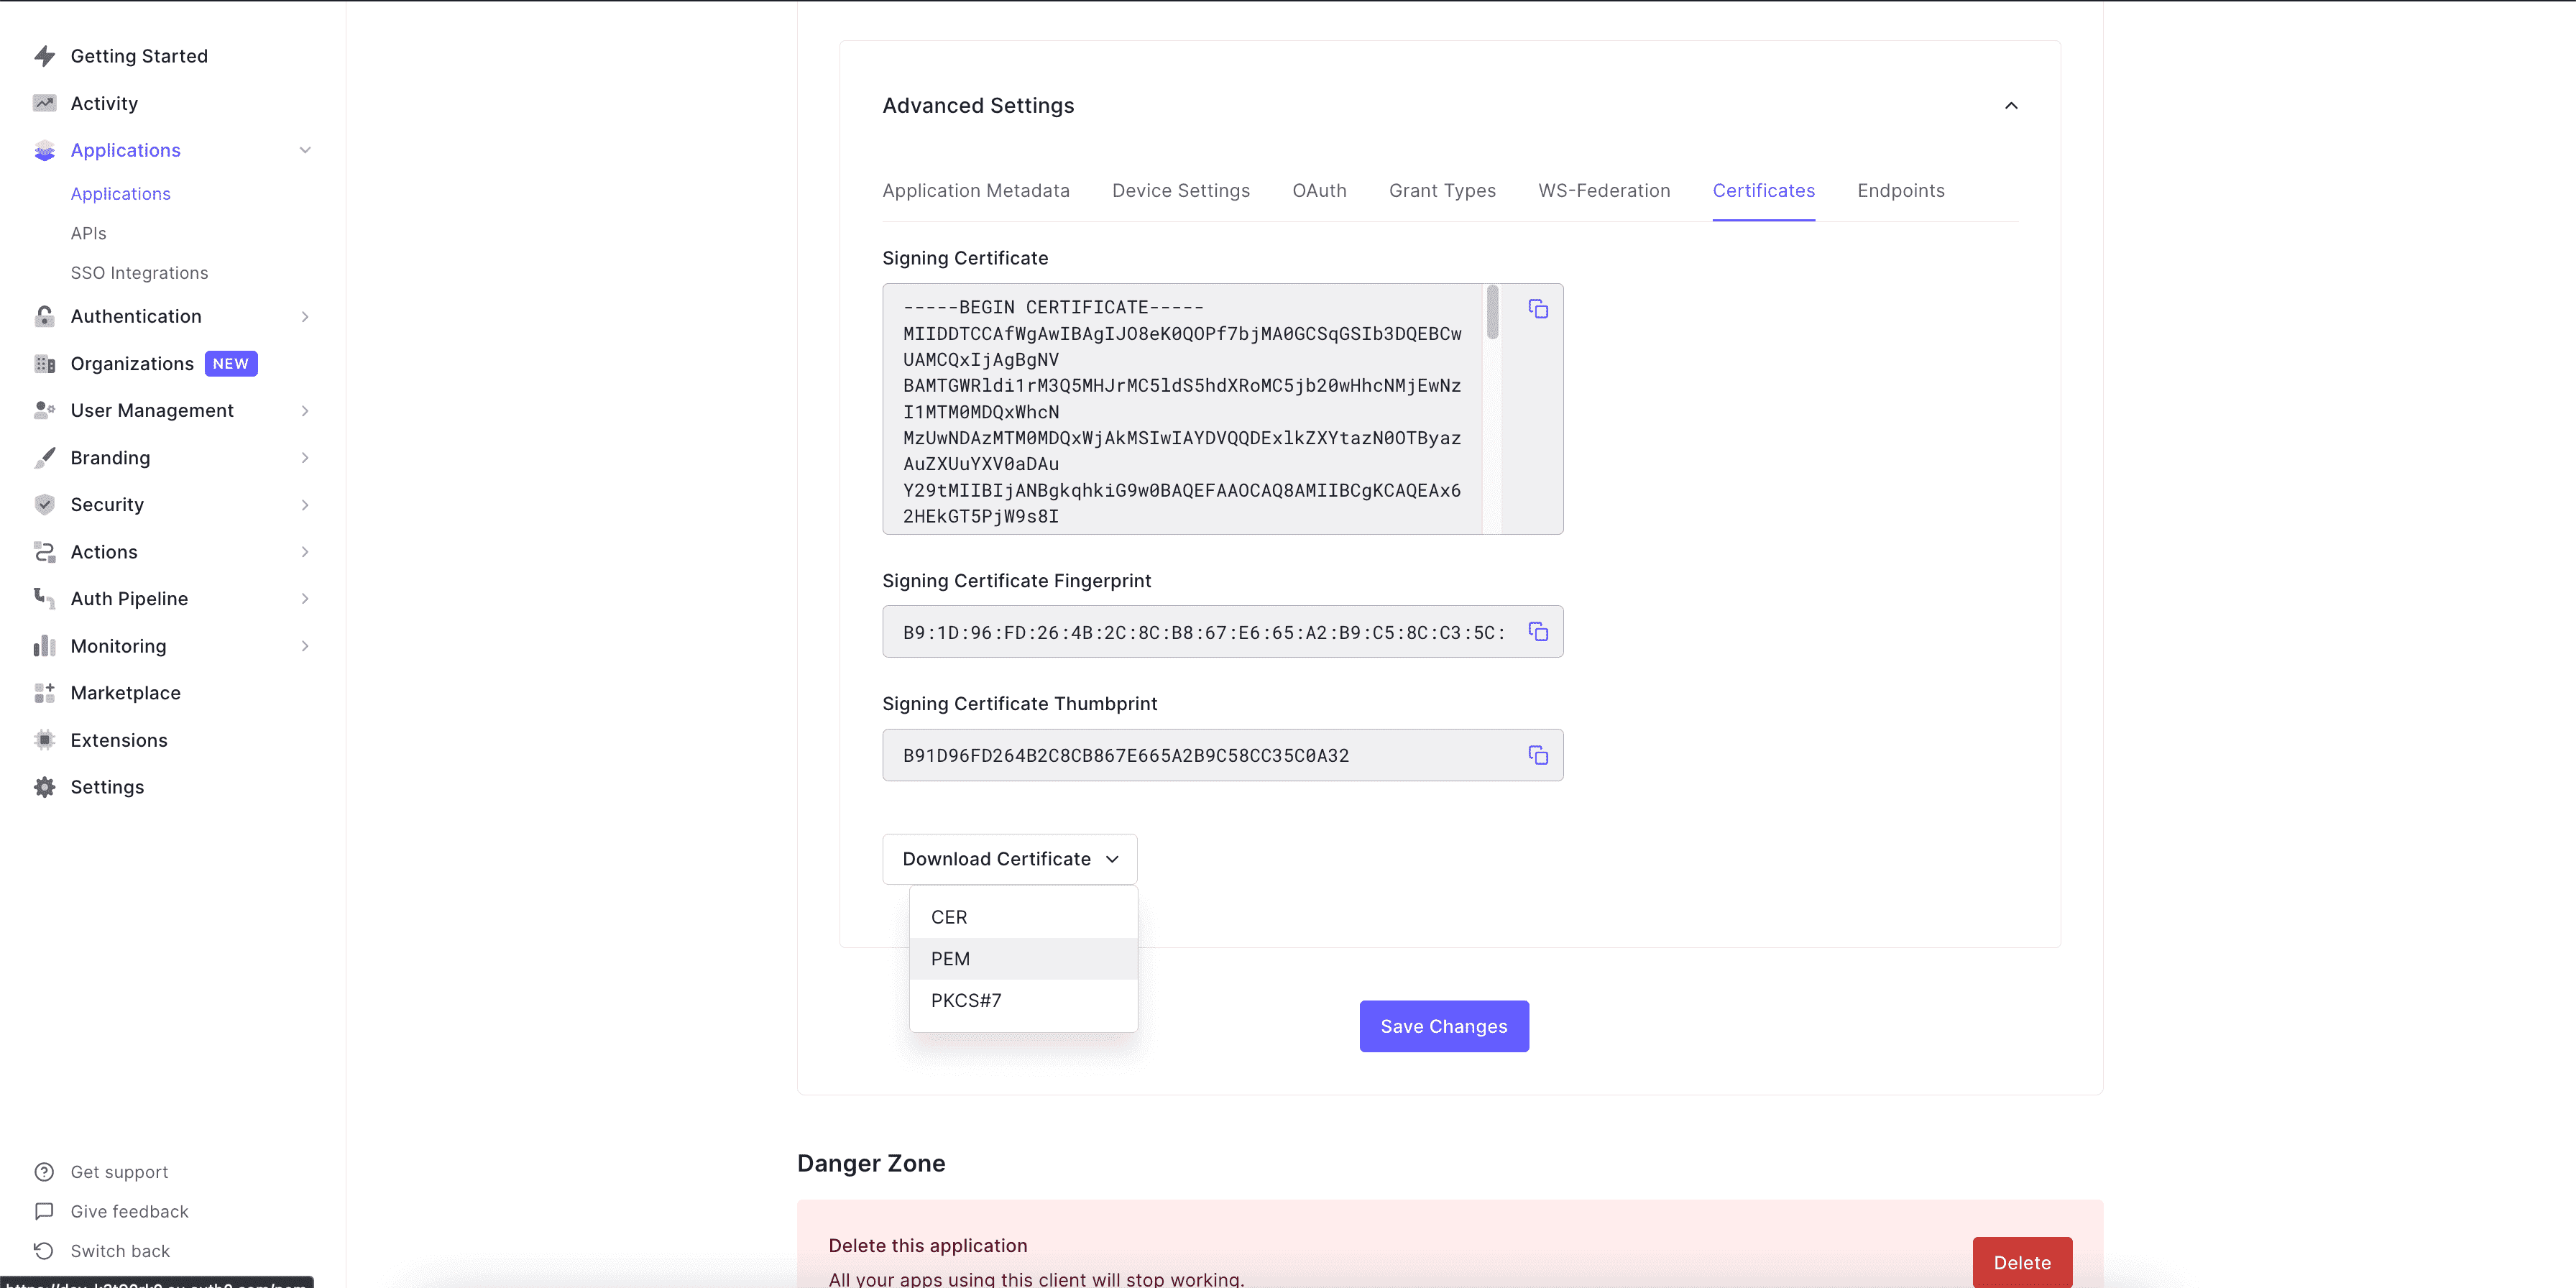 Getting Started
Activity
Applications
Applications
APIs
SSO Integrations
Authentication
Organizations NEW
User Management
Branding
Security
Actions
Auth Pipeline
Monitoring
Marketplace
Extensions
Settings
Get support
Give feedback
Switch back
Advanced Settings
Application Metadata Device Settings OAuth Grant Types WS-Federation Certificates Endpoints
Signing Certificate
-----BEGIN CERTIFICATE-----
MIIDDTCCAfWgAwIBAgIJO8eK0QOPf7bjMA0GCSqGSIb3DQEBCw
UAMCQxIjAgBgNV
BAMTGWRldi1rM3Q5MHJrMC5ldS5hdXRoMC5jb20wHhcNMjEwNz
I1MTM0MDQxWhcN
MzUwNDAzMTM0MDQxWjAkMSIwIAYDVQQDExlkZXYtazN0OTByaz
AuZXUuYXV0aDAu
Y29tMIIBIjANBgkqhkiG9w0BAQEFAAOCAQ8AMIIBCgKCAQEAx6
2HEkGT5PjW9s8I
Signing Certificate Fingerprint
B9:1D:96:FD:26:4B:2C:8C:B8:67:E6:65:A2:B9:C5:8C:C3:5C:
Signing Certificate Thumbprint
B91D96FD264B2C8CB867E665A2B9C58CC35C0A32
Download Certificate
CER
PEM
PKCS#7
Save Changes
Danger Zone
Delete this application
All your apps using this client will stop working.
Delete